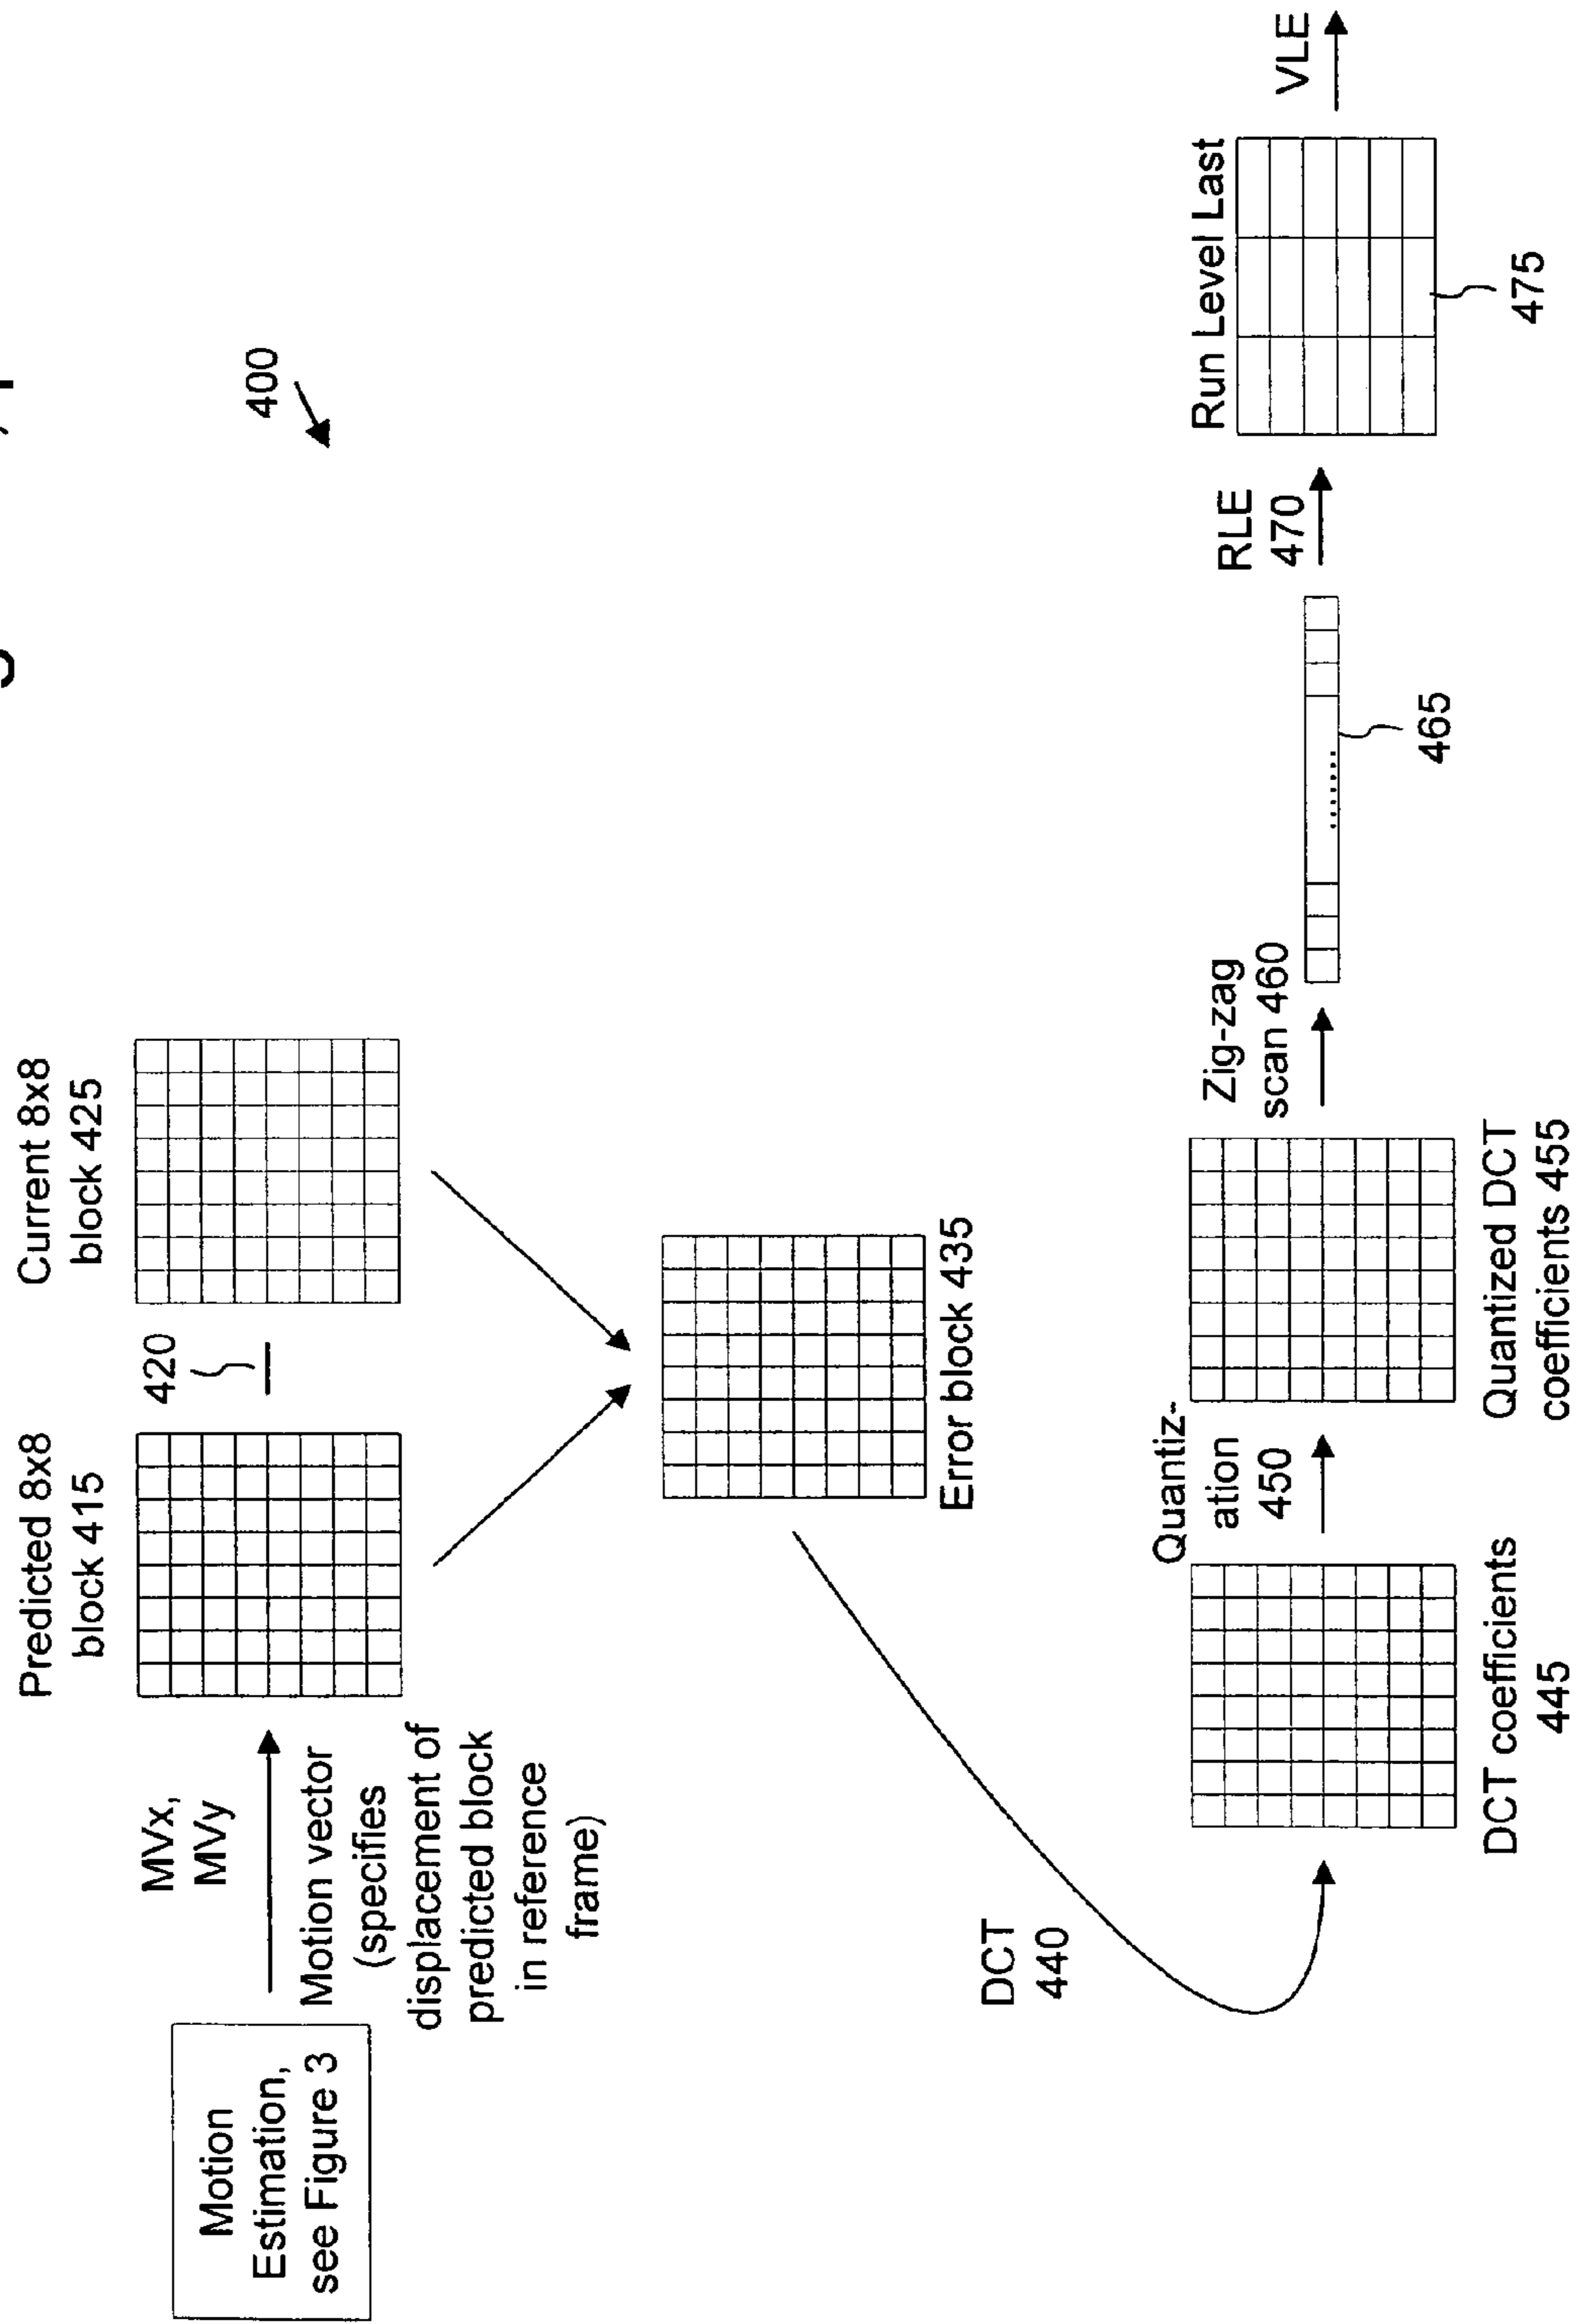 400
Predicted 8x8
block 415
Current 8x8
block 425
420
MVx,
MVy
Motion
Estimation,
see Figure 3
Motion vector
(specifies
displacement of
predicted block
in reference
frame)
Error block 435
DCT
440
Quantiz-
ation
450
DCT coefficients
445
Quantized DCT
coefficients 455
Zig-zag
scan 460
465
RLE
470
Run Level Last
475
VLE